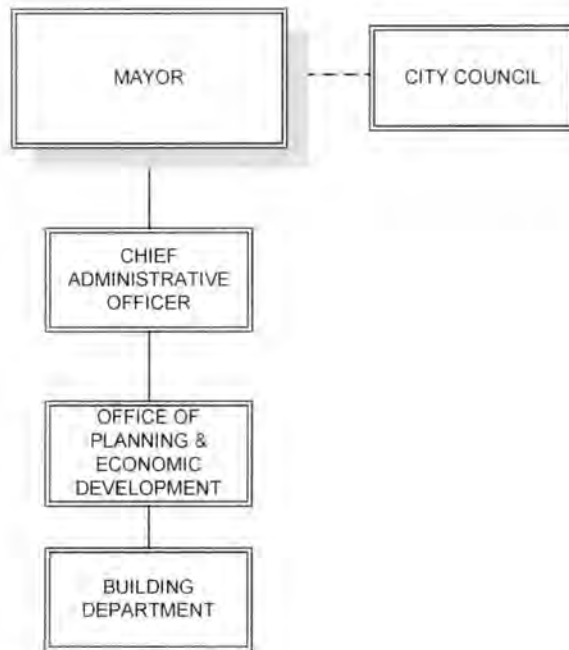 MAYOR
CITY COUNCIL
CHIEF
ADMINISTRATIVE
OFFICER
OFFICE OF
PLANNING &
ECONOMIC
DEVELOPMENT
BUILDING
DEPARTMENT